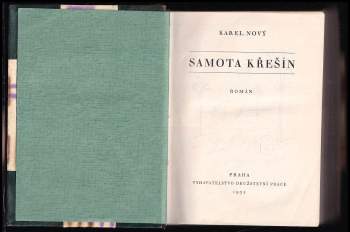 KAREL NOVÝ
SAMOTA KŘEŠÍN
ROMÁN
PRAHA
VYDAVATELSTVO DRUŽSTEVNÍ PRÁCE